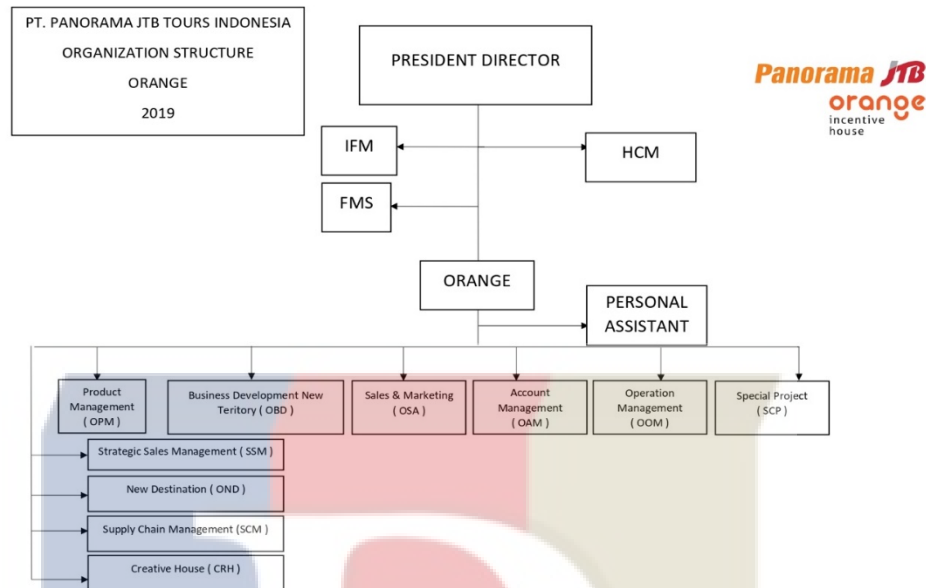 PT. PANORAMA JTB TOURS INDONESIA
ORGANIZATION STRUCTURE
ORANGE
2019
PRESIDENT DIRECTOR
Panorama JTB
orange
incentive
house
IFM
HCM
FMS
ORANGE
PERSONAL
ASSISTANT
Product
Management
( OPM )
Business Development New
Teritory ( OBD )
Sales & Marketing
( OSA )
Account
Management
( OAM )
Operation
Management
( OOM )
Special Project
( SCP )
Strategic Sales Management ( SSM )
New Destination ( OND )
Supply Chain Management (SCM )
Creative House ( CRH )